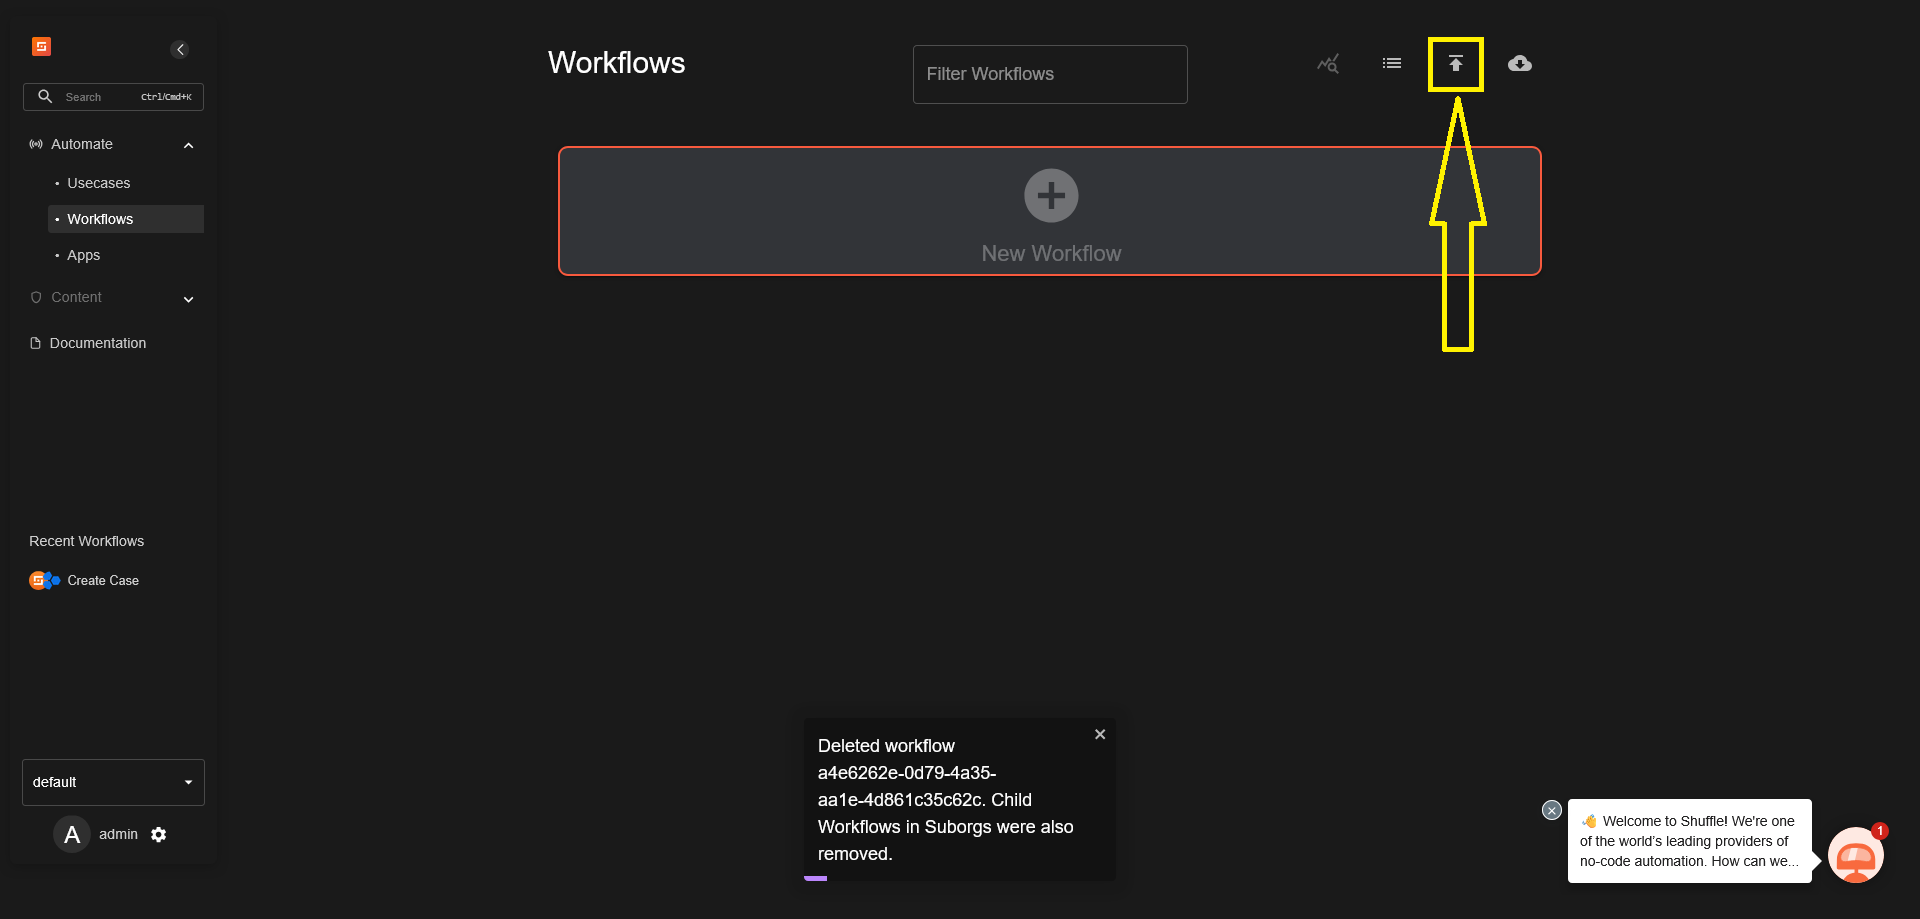 Search Ctrl/Cmd+K
Automate
Usecases
Workflows
Apps
Content
Documentation
Recent Workflows
Create Case
default
A admin
Workflows
Filter Workflows
New Workflow
Deleted workflow
a4e6262e-0d79-4a35-
aa1e-4d861c35c62c. Child
Workflows in Suborgs were also
removed.
👋 Welcome to Shuffle! We're one
of the world's leading providers of
no-code automation. How can we...
1